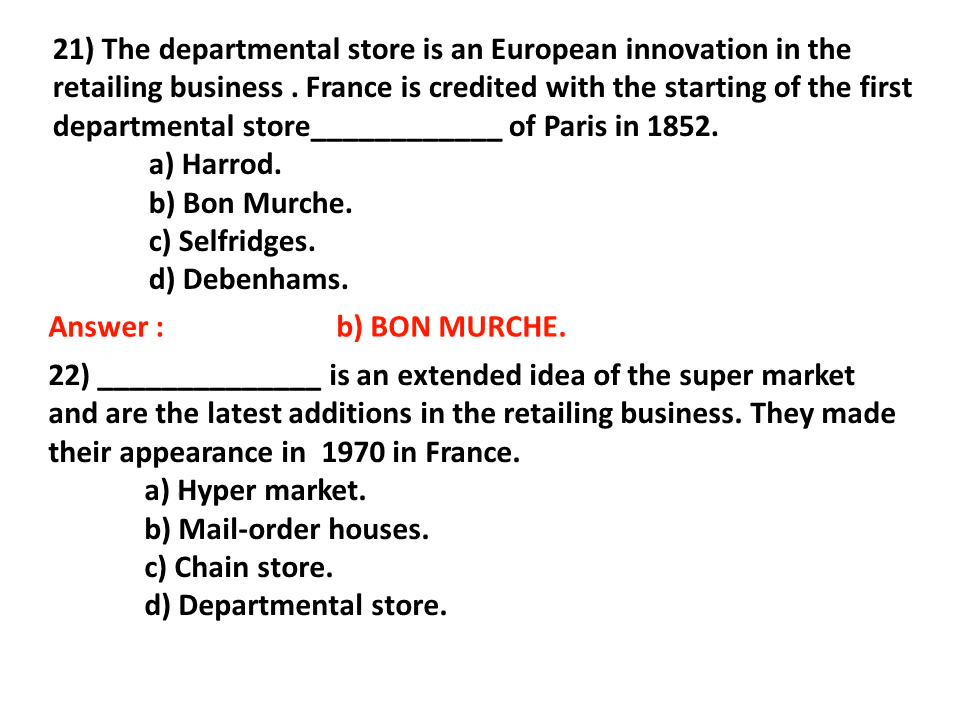 21) The departmental store is an European innovation in the
retailing business . France is credited with the starting of the first
departmental store____________ of Paris in 1852.
a) Harrod.
b) Bon Murche.
c) Selfridges.
d) Debenhams.
Answer : b) BON MURCHE.
22) ______________ is an extended idea of the super market
and are the latest additions in the retailing business. They made
their appearance in 1970 in France.
a) Hyper market.
b) Mail-order houses.
c) Chain store.
d) Departmental store.